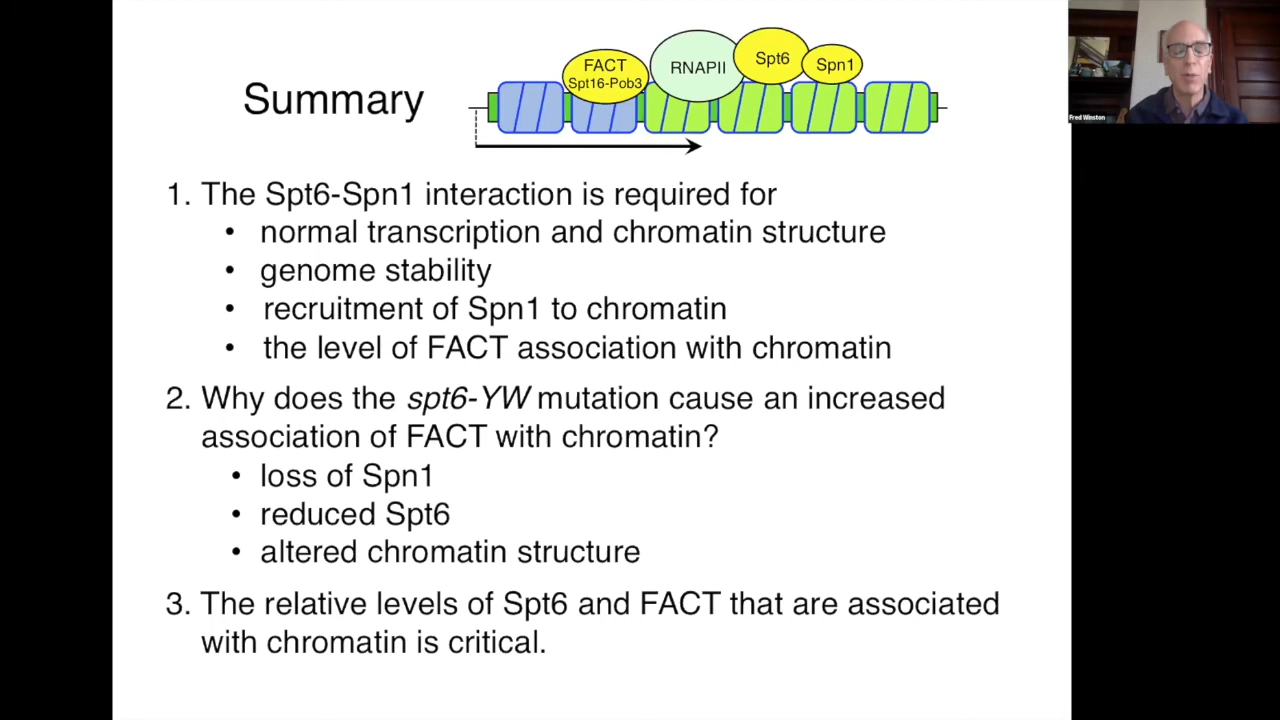 Summary
FACT
Spt16-Pob3
RNAPII
Spt6
Spn1
Fred Winston
1. The Spt6-Spn1 interaction is required for
• normal transcription and chromatin structure
• genome stability
• recruitment of Spn1 to chromatin
• the level of FACT association with chromatin
2. Why does the spt6-YW mutation cause an increased
association of FACT with chromatin?
• loss of Spn1
• reduced Spt6
• altered chromatin structure
3. The relative levels of Spt6 and FACT that are associated
with chromatin is critical.